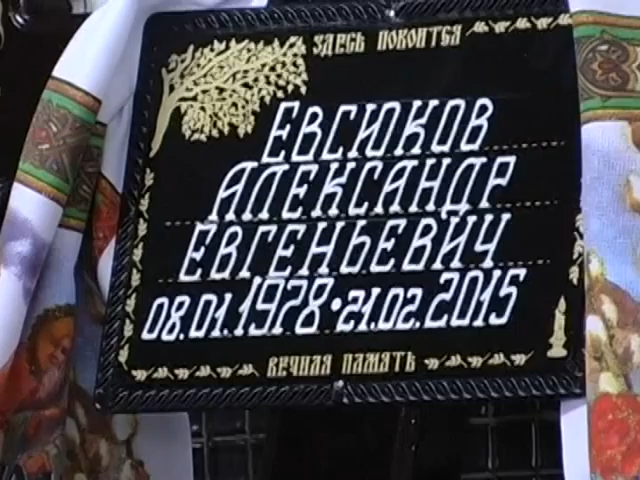 ЗДЕСЬ ПОКОИТСЯ
ЕВСЮКОВ
АЛЕКСАНДР
ЕВГЕНЬЕВИЧ
08.01.1978•21.02.2015
ВЕЧНАЯ ПАМЯТЬ